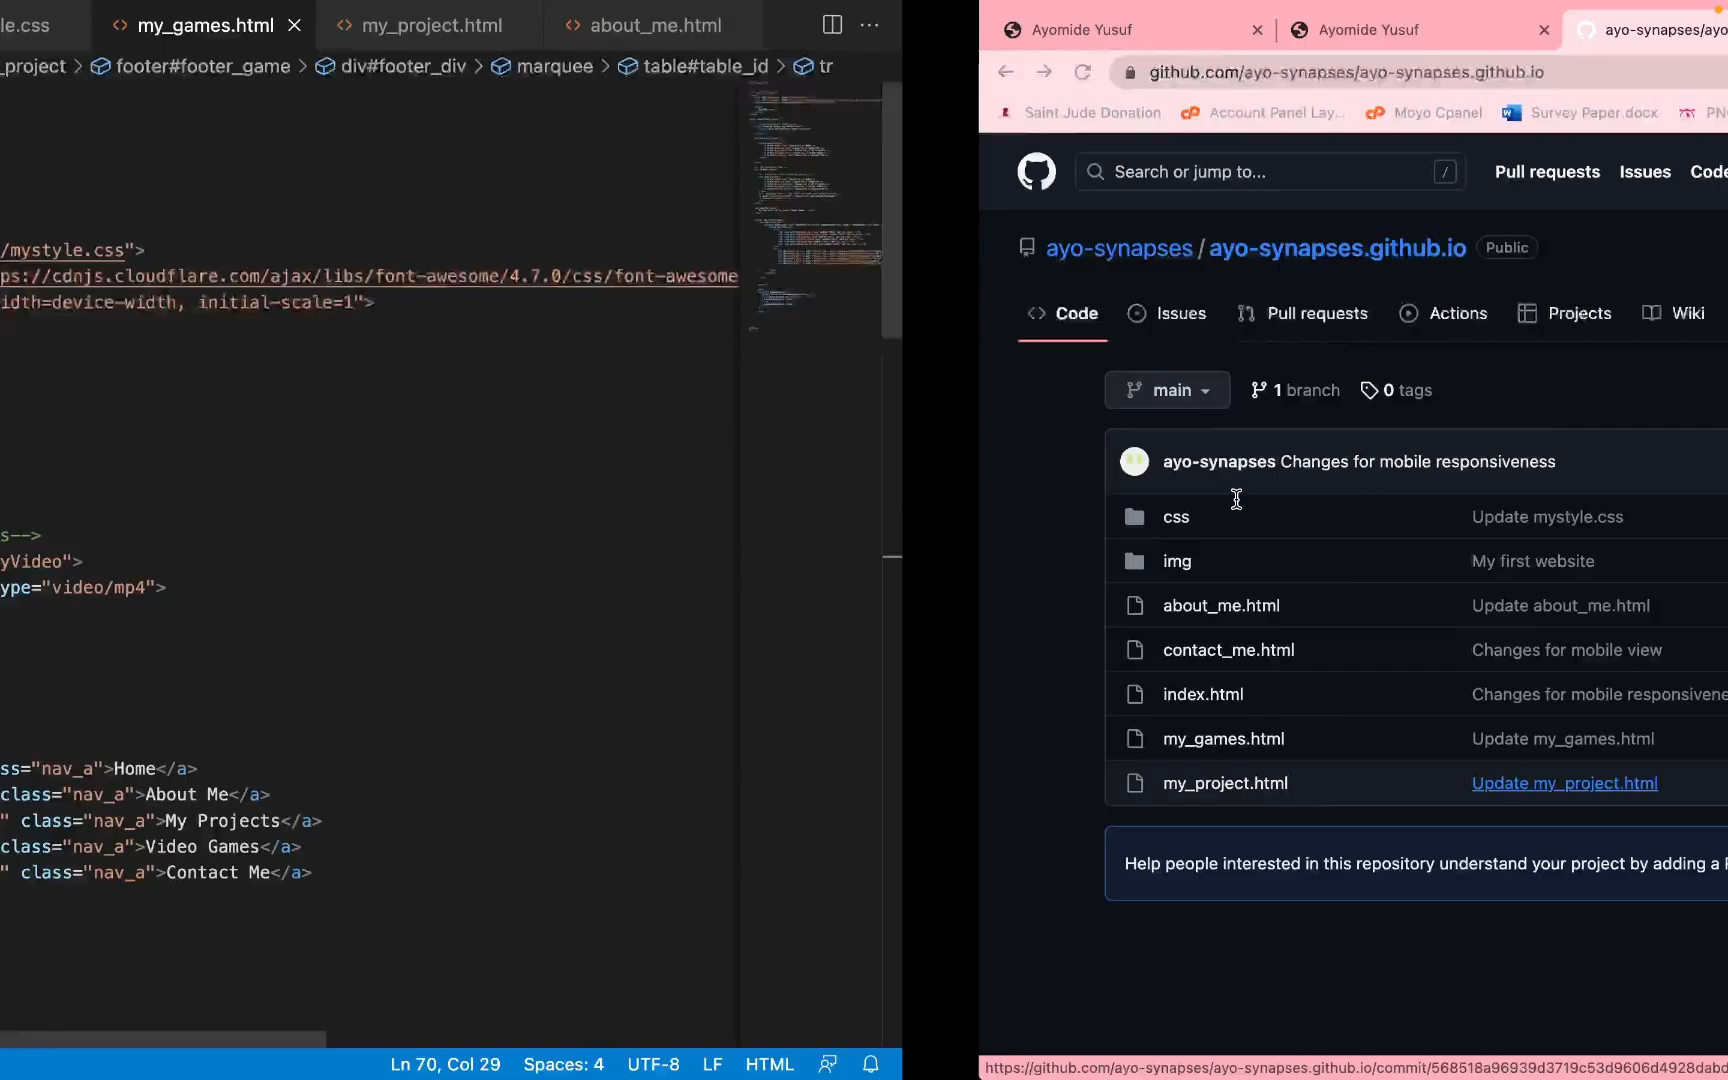 le.css
my_games.html
my_project.html
about_me.html
_project > footer#footer_game > div#footer_div > marquee > table#table_id > tr
/mystyle.css">
ps://cdnjs.cloudflare.com/ajax/libs/font-awesome/4.7.0/css/font-awesome
idth=device-width, initial-scale=1">
s-->
yVideo">
ype="video/mp4">
ss="nav_a">Home</a>
class="nav_a">About Me</a>
" class="nav_a">My Projects</a>
class="nav_a">Video Games</a>
" class="nav_a">Contact Me</a>
Ln 70, Col 29
Spaces: 4
UTF-8
LF
HTML
Ayomide Yusuf
Ayomide Yusuf
ayo-synapses/ayo
github.com/ayo-synapses/ayo-synapses.github.io
Saint Jude Donation
Account Panel Lay...
Moyo Cpanel
Survey Paper.docx
PN
Search or jump to...
/
Pull requests
Issues
Code
ayo-synapses / ayo-synapses.github.io
Public
Code
Issues
Pull requests
Actions
Projects
Wiki
main
1 branch
0 tags
ayo-synapses Changes for mobile responsiveness
css
Update mystyle.css
img
My first website
about_me.html
Update about_me.html
contact_me.html
Changes for mobile view
index.html
Changes for mobile responsivene
my_games.html
Update my_games.html
my_project.html
Update my_project.html
Help people interested in this repository understand your project by adding a
https://github.com/ayo-synapses/ayo-synapses.github.io/commit/568518a96939d3719c53d9606d4928dab